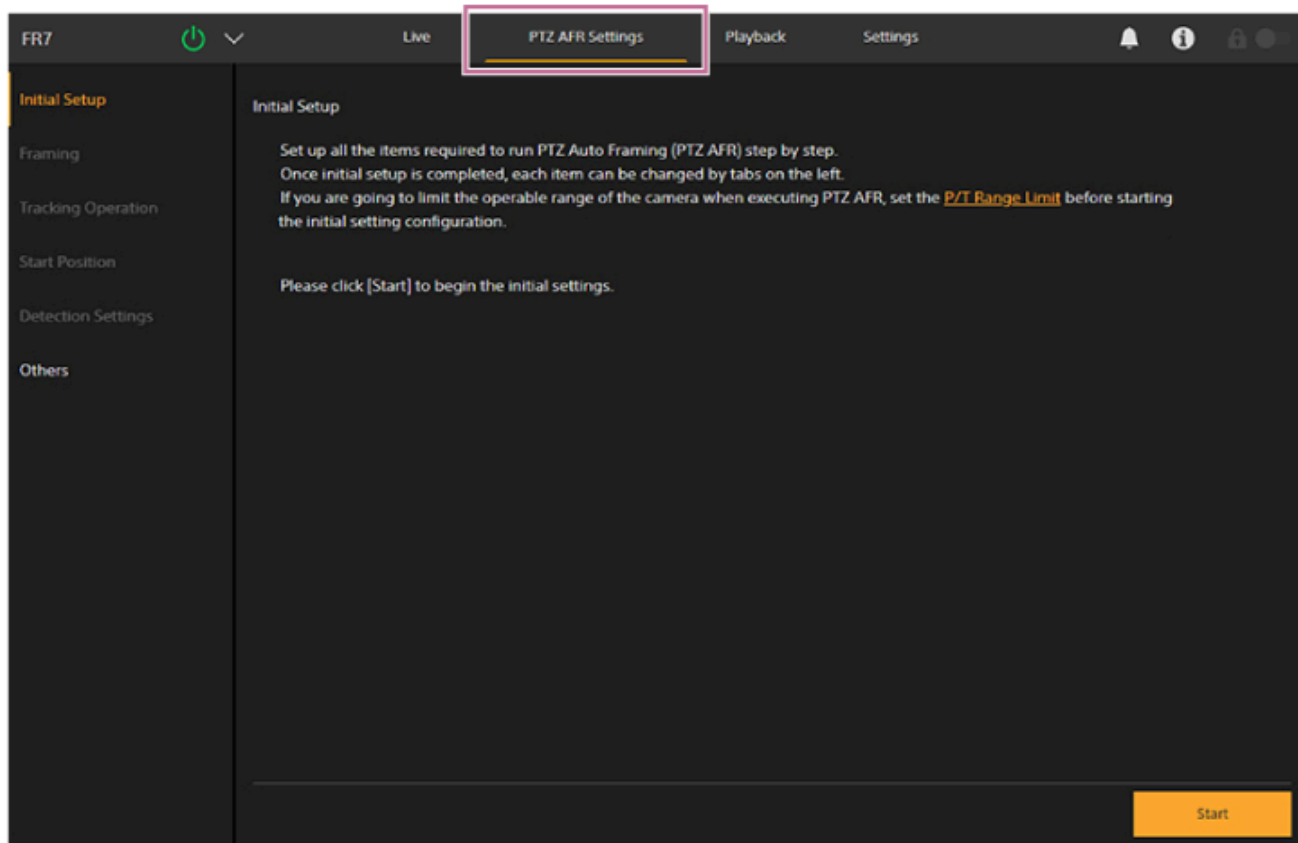 FR7
Live
PTZ AFR Settings
Playback
Settings
Initial Setup
Framing
Tracking Operation
Start Position
Detection Settings
Others
Initial Setup
Set up all the items required to run PTZ Auto Framing (PTZ AFR) step by step.
Once initial setup is completed, each item can be changed by tabs on the left.
If you are going to limit the operable range of the camera when executing PTZ AFR, set the P/T Range Limit before starting
the initial setting configuration.
Please click [Start] to begin the initial settings.
Start